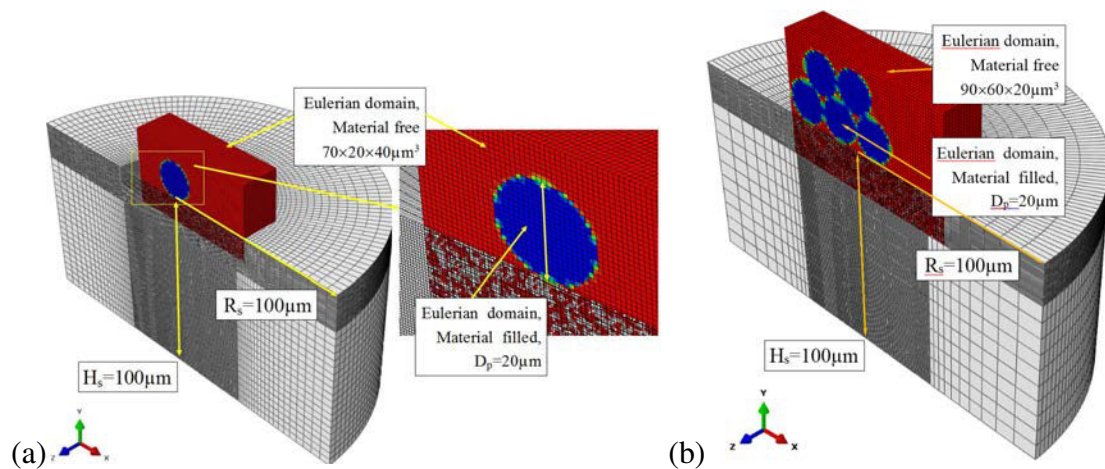 Eulerian domain,
Material free
70×20×40µm³
Eulerian domain,
Material filled,
Dp=20µm
Rs=100µm
Hs=100µm
Y
Z
X
(a)
Eulerian domain,
Material free
90×60×20µm³
Eulerian domain,
Material filled,
Dp=20µm
Rs=100µm
Hs=100µm
Y
Z
X
(b)